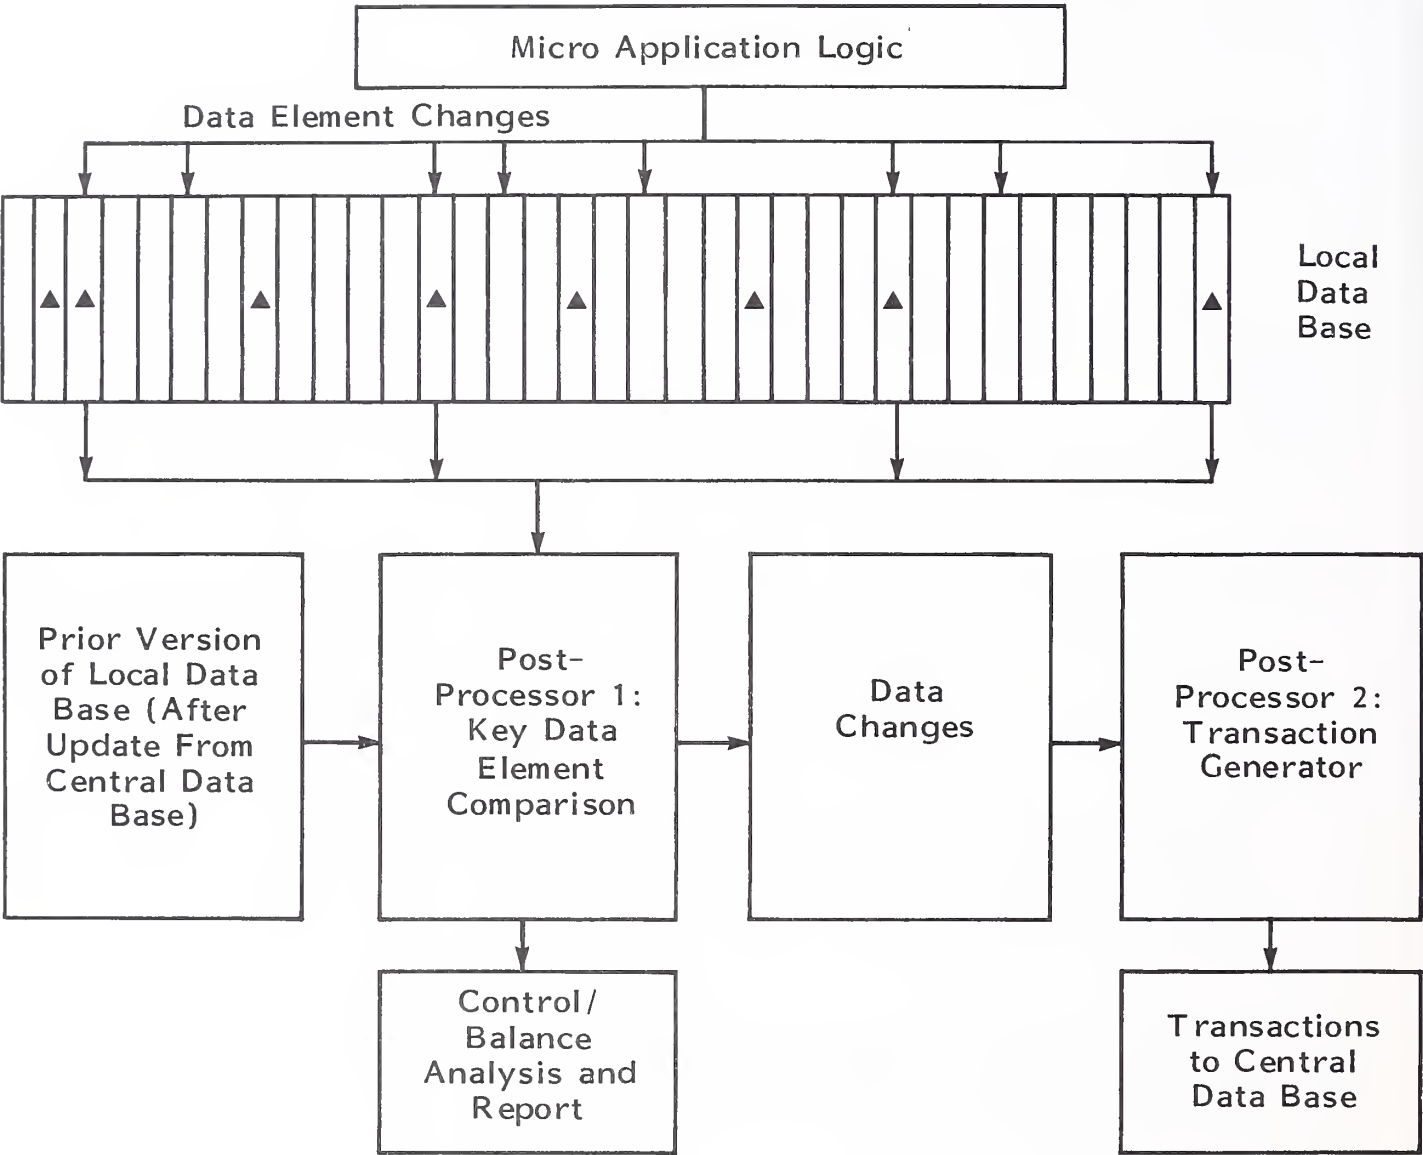 Micro Application Logic
Data Element Changes
Local
Data
Base
Prior Version
of Local Data
Base (After
Update From
Central Data
Base)
Post-
Processor 1:
Key Data
Element
Comparison
Data
Changes
Post-
Processor 2:
Transaction
Generator
Control/
Balance
Analysis and
Report
Transactions
to Central
Data Base